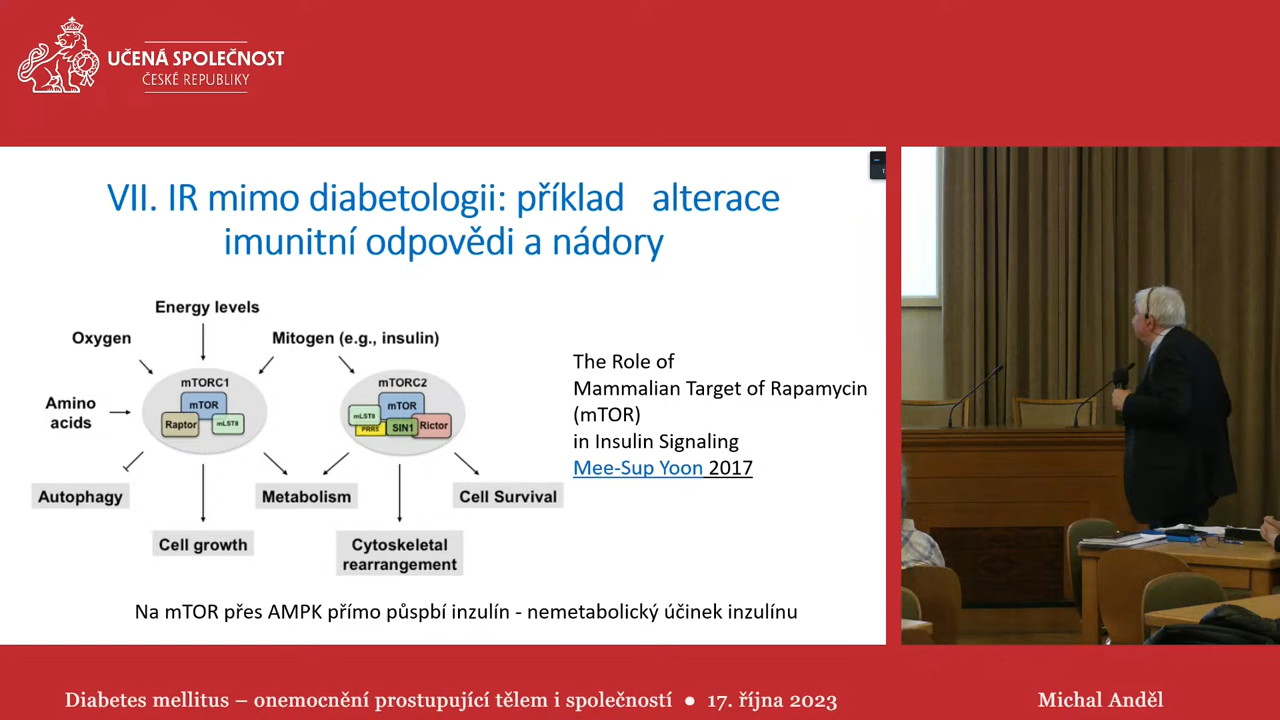 UČENÁ SPOLEČNOST
ČESKÉ REPUBLIKY
VII. IR mimo diabetologii: příklad alterace
imunitní odpovědi a nádory
Energy levels
Oxygen
Mitogen (e.g., insulin)
mTORC1
mTORC2
mTOR
mTOR
Amino
acids
Raptor
mLST8
mLST8
PRR5
SIN1
Rictor
Autophagy
Metabolism
Cell Survival
Cell growth
Cytoskeletal
rearrangement
The Role of
Mammalian Target of Rapamycin
(mTOR)
in Insulin Signaling
Mee-Sup Yoon 2017
Na mTOR přes AMPK přímo půspbí inzulín - nemetabolický účinek inzulínu
Diabetes mellitus – onemocnění prostupující tělem i společností ● 17. října 2023
Michal Anděl